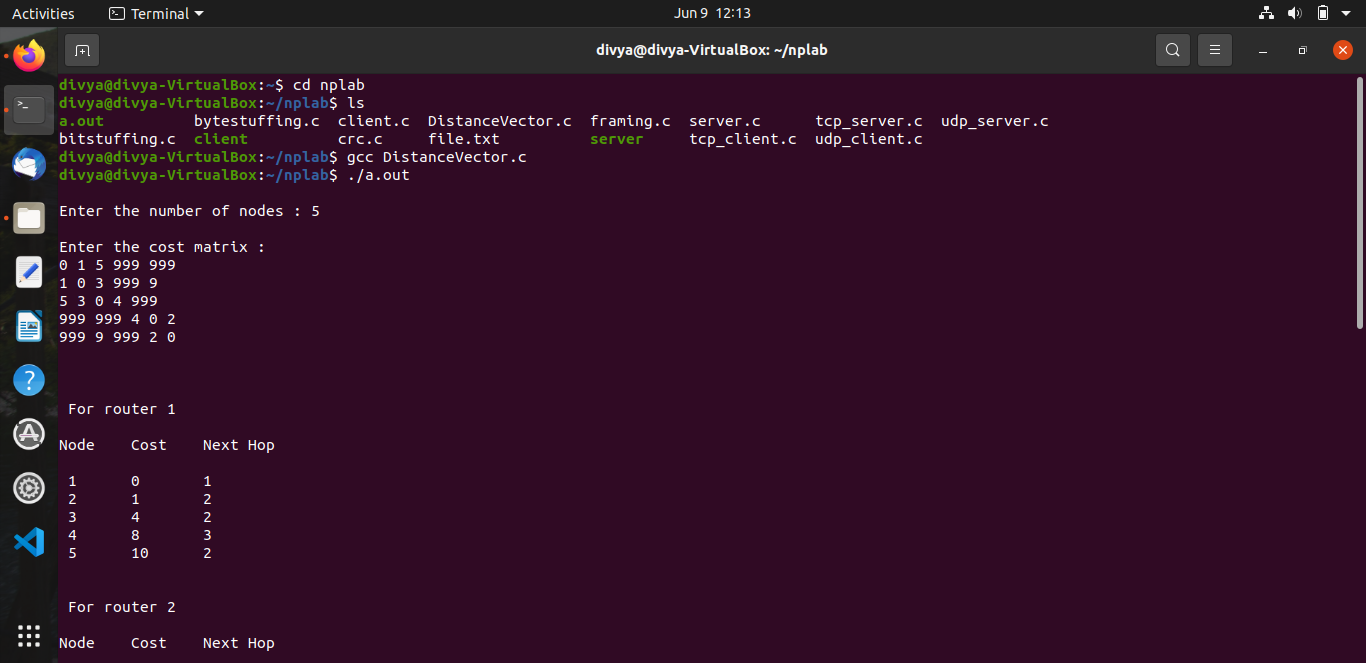 Activities Terminal Jun 9 12:13
divya@divya-VirtualBox: ~/nplab
divya@divya-VirtualBox:~$ cd nplab
divya@divya-VirtualBox:~/nplab$ ls
a.out bytestuffing.c client.c DistanceVector.c framing.c server.c tcp_server.c udp_server.c
bitstuffing.c client crc.c file.txt server tcp_client.c udp_client.c
divya@divya-VirtualBox:~/nplab$ gcc DistanceVector.c
divya@divya-VirtualBox:~/nplab$ ./a.out
Enter the number of nodes : 5
Enter the cost matrix :
0 1 5 999 999
1 0 3 999 9
5 3 0 4 999
999 999 4 0 2
999 9 999 2 0
For router 1
Node Cost Next Hop
1 0 1
2 1 2
3 4 2
4 8 3
5 10 2
For router 2
Node Cost Next Hop